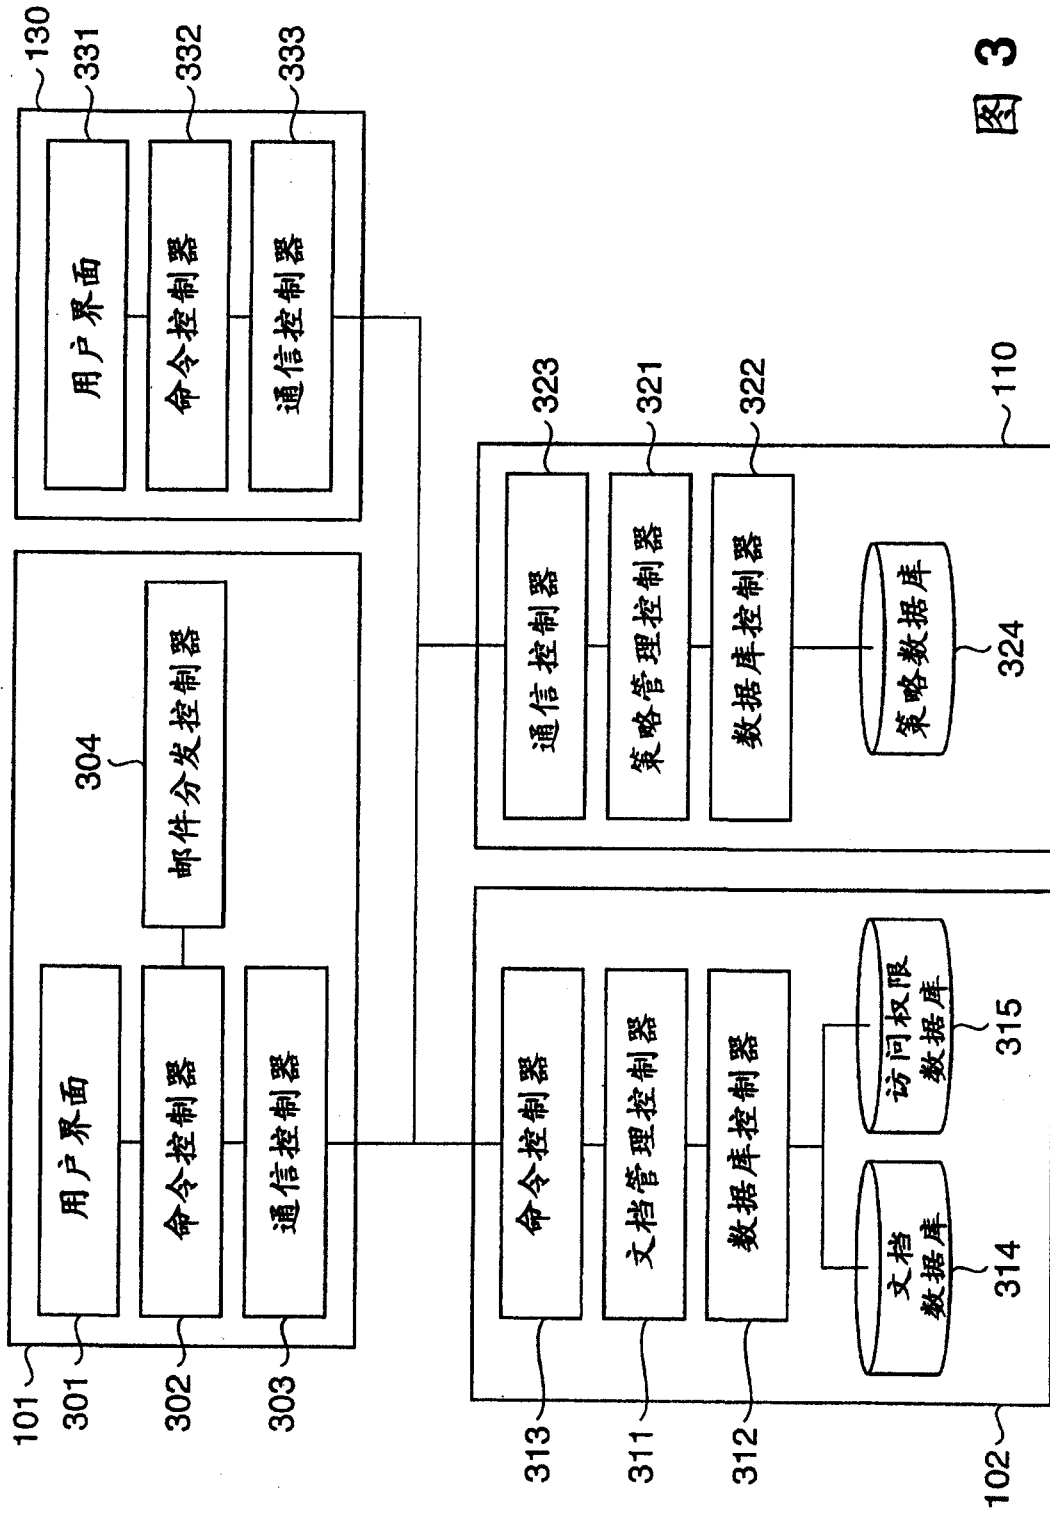 101
301
用户界面
302
命令控制器
303
通信控制器
304
邮件分发控制器
130
331
用户界面
332
命令控制器
333
通信控制器
102
313
命令控制器
311
文档管理控制器
312
数据库控制器
文档
数据库
314
访问权限
数据库
315
110
323
通信控制器
321
策略管理控制器
322
数据库控制器
策略数据库
324
图 3